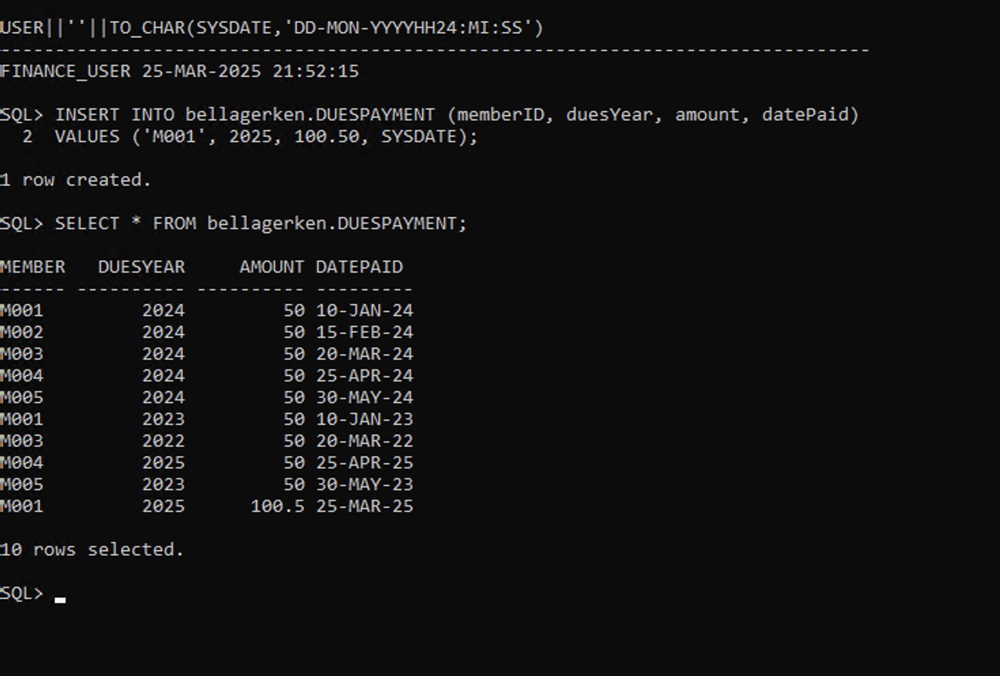 USER||''||TO_CHAR(SYSDATE,'DD-MON-YYYYHH24:MI:SS')
--------------------------------------------------------------------------------
FINANCE_USER 25-MAR-2025 21:52:15
SQL> INSERT INTO bellagerken.DUESPAYMENT (memberID, duesYear, amount, datePaid)
  2  VALUES ('M001', 2025, 100.50, SYSDATE);
1 row created.
SQL> SELECT * FROM bellagerken.DUESPAYMENT;
MEMBER   DUESYEAR     AMOUNT DATEPAID
------ ---------- ---------- ---------
M001         2024         50 10-JAN-24
M002         2024         50 15-FEB-24
M003         2024         50 20-MAR-24
M004         2024         50 25-APR-24
M005         2024         50 30-MAY-24
M001         2023         50 10-JAN-23
M003         2022         50 20-MAR-22
M004         2025         50 25-APR-25
M005         2023         50 30-MAY-23
M001         2025      100.5 25-MAR-25
10 rows selected.
SQL>